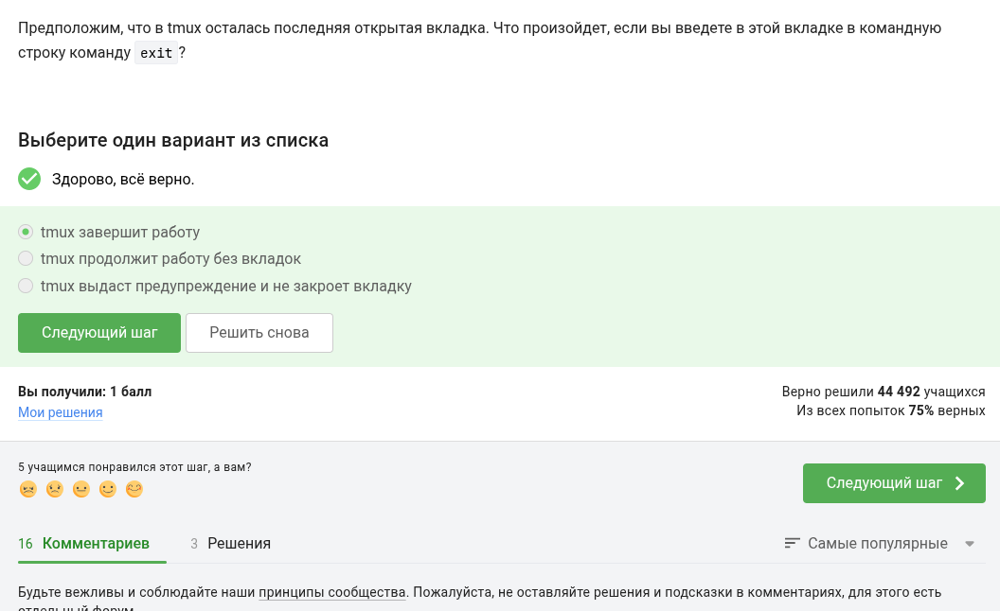 Предположим, что в tmux осталась последняя открытая вкладка. Что произойдет, если вы введете в этой вкладке в командную
строку команду exit?
Выберите один вариант из списка
Здорово, всё верно.
tmux завершит работу
tmux продолжит работу без вкладок
tmux выдаст предупреждение и не закроет вкладку
Следующий шаг
Решить снова
Вы получили: 1 балл
Мои решения
Верно решили 44 492 учащихся
Из всех попыток 75% верных
5 учащимся понравился этот шаг, а вам?
Следующий шаг
16 Комментариев
3 Решения
Самые популярные
Будьте вежливы и соблюдайте наши принципы сообщества. Пожалуйста, не оставляйте решения и подсказки в комментариях, для этого есть
отдельный форум.